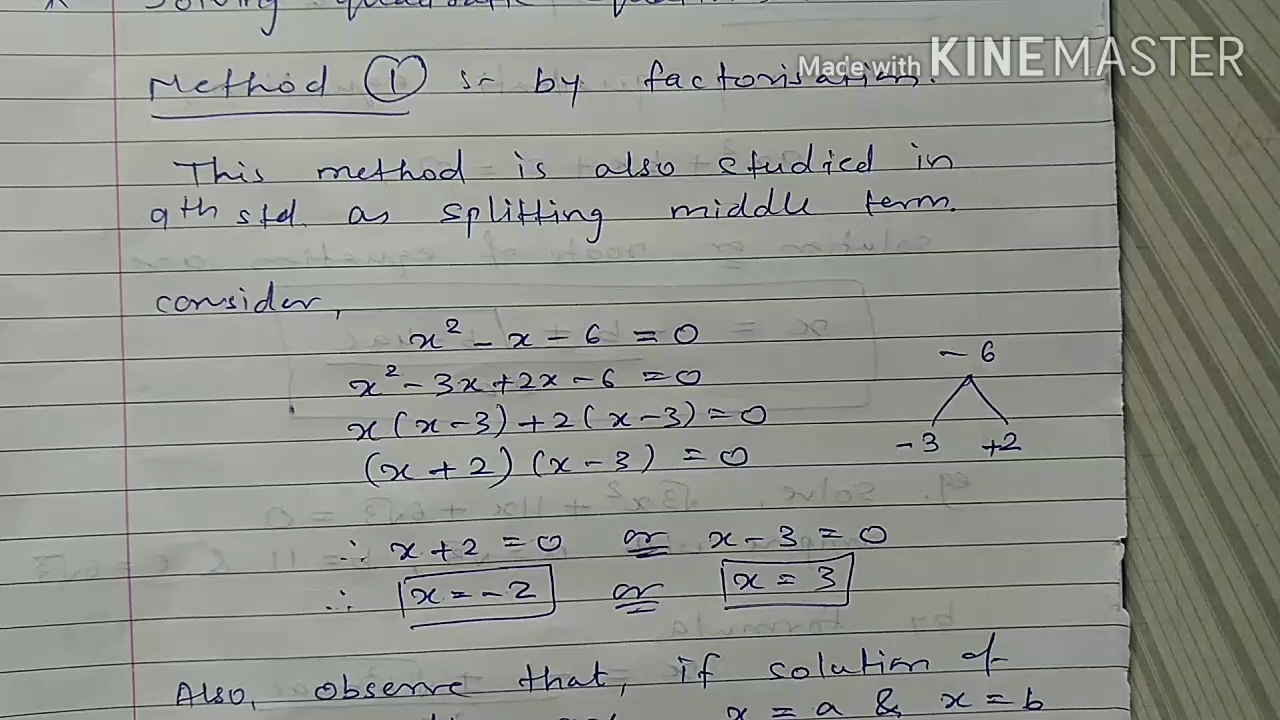 Solving quadratic
Made with KINEMASTER
Method ① :- by factorisation.
This method is also studied in
9th std. as splitting middle term.
consider,
x² - x - 6 = 0
x² - 3x + 2x - 6 = 0
x(x-3) + 2(x-3) = 0
(x+2)(x-3) = 0
- 6
-3 +2
∴ x+2 = 0 or x-3 = 0
∴ x = -2 or x = 3
Also, observe that, if solution of
x = a & x = b